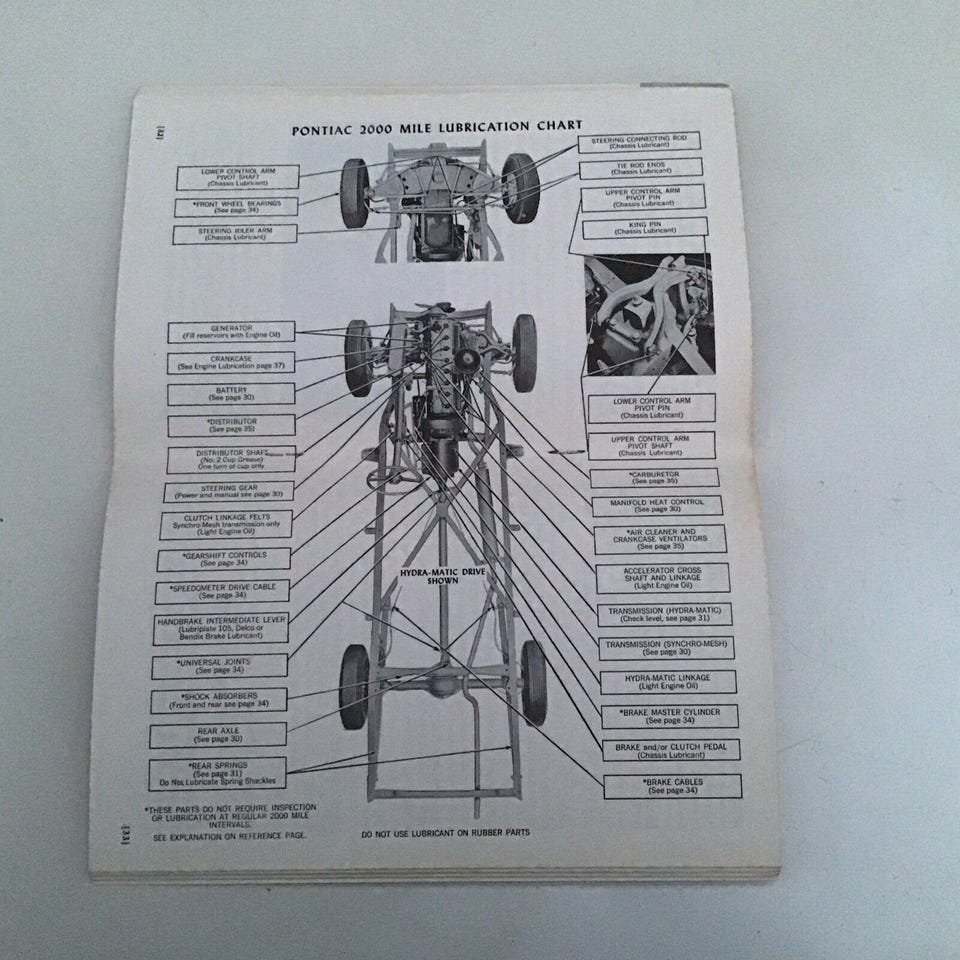 [32]
PONTIAC 2000 MILE LUBRICATION CHART
LOWER CONTROL ARM
PIVOT SHAFT
(Chassis Lubricant)
*FRONT WHEEL BEARINGS
(See page 34)
STEERING IDLER ARM
(Chassis Lubricant)
STEERING CONNECTING ROD
(Chassis Lubricant)
TIE ROD ENDS
(Chassis Lubricant)
UPPER CONTROL ARM
PIVOT PIN
(Chassis Lubricant)
KING PIN
(Chassis Lubricant)
GENERATOR
(Fill reservoirs with Engine Oil)
CRANKCASE
(See Engine Lubrication page 37)
BATTERY
(See page 30)
*DISTRIBUTOR
(See page 35)
DISTRIBUTOR SHAFT
(No. 2 Cup Grease)
One turn of cup only
STEERING GEAR
(Power and manual see page 30)
CLUTCH LINKAGE FELTS
Synchro-Mesh transmission only
(Light Engine Oil)
*GEARSHIFT CONTROLS
(See page 34)
*SPEEDOMETER DRIVE CABLE
(See page 34)
HANDBRAKE INTERMEDIATE LEVER
(Lubriplate 105, Delco or
Bendix Brake Lubricant)
*UNIVERSAL JOINTS
(See page 34)
*SHOCK ABSORBERS
(Front and rear see page 34)
REAR AXLE
(See page 30)
*REAR SPRINGS
(See page 31)
Do Not Lubricate Spring Shackles
LOWER CONTROL ARM
PIVOT PIN
(Chassis Lubricant)
UPPER CONTROL ARM
PIVOT SHAFT
(Chassis Lubricant)
*CARBURETOR
(See page 35)
MANIFOLD HEAT CONTROL
(See page 30)
*AIR CLEANER AND
CRANKCASE VENTILATORS
(See page 35)
ACCELERATOR CROSS
SHAFT AND LINKAGE
(Light Engine Oil)
TRANSMISSION (HYDRA-MATIC)
(Check level, see page 31)
TRANSMISSION (SYNCHRO-MESH)
(See page 30)
HYDRA-MATIC LINKAGE
(Light Engine Oil)
*BRAKE MASTER CYLINDER
(See page 34)
BRAKE and/or CLUTCH PEDAL
(Chassis Lubricant)
*BRAKE CABLES
(See page 34)
HYDRA-MATIC DRIVE
SHOWN
*THESE PARTS DO NOT REQUIRE INSPECTION
OR LUBRICATION AT REGULAR 2000 MILE
INTERVALS.
SEE EXPLANATION ON REFERENCE PAGE.
DO NOT USE LUBRICANT ON RUBBER PARTS
[33]